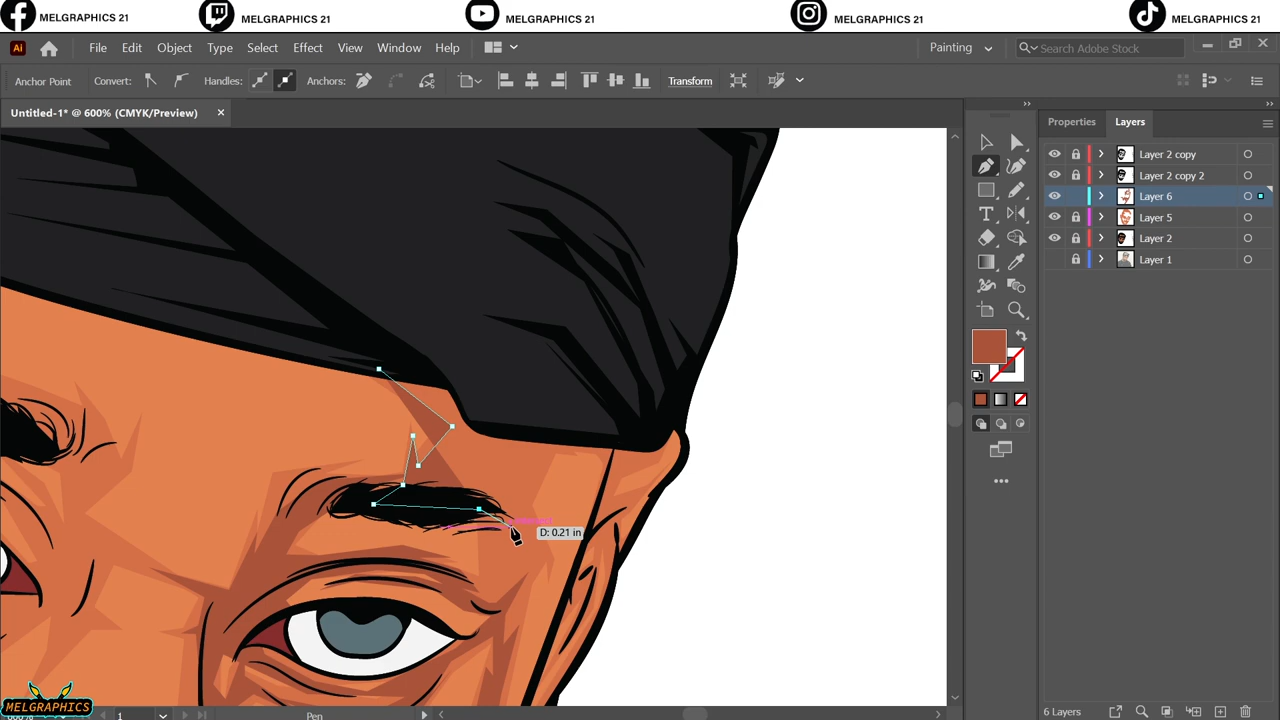 MELGRAPHICS 21
MELGRAPHICS 21
MELGRAPHICS 21
MELGRAPHICS 21
MELGRAPHICS 21
Ai File Edit Object Type Select Effect View Window Help Painting Search Adobe Stock
Anchor Point Convert: Handles: Anchors: Transform
Untitled-1* @ 600% (CMYK/Preview)
Properties Layers
Layer 2 copy
Layer 2 copy 2
Layer 6
Layer 5
Layer 2
Layer 1
D: 0.21 in
MELGRAPHICS
1
Pen
6 Layers